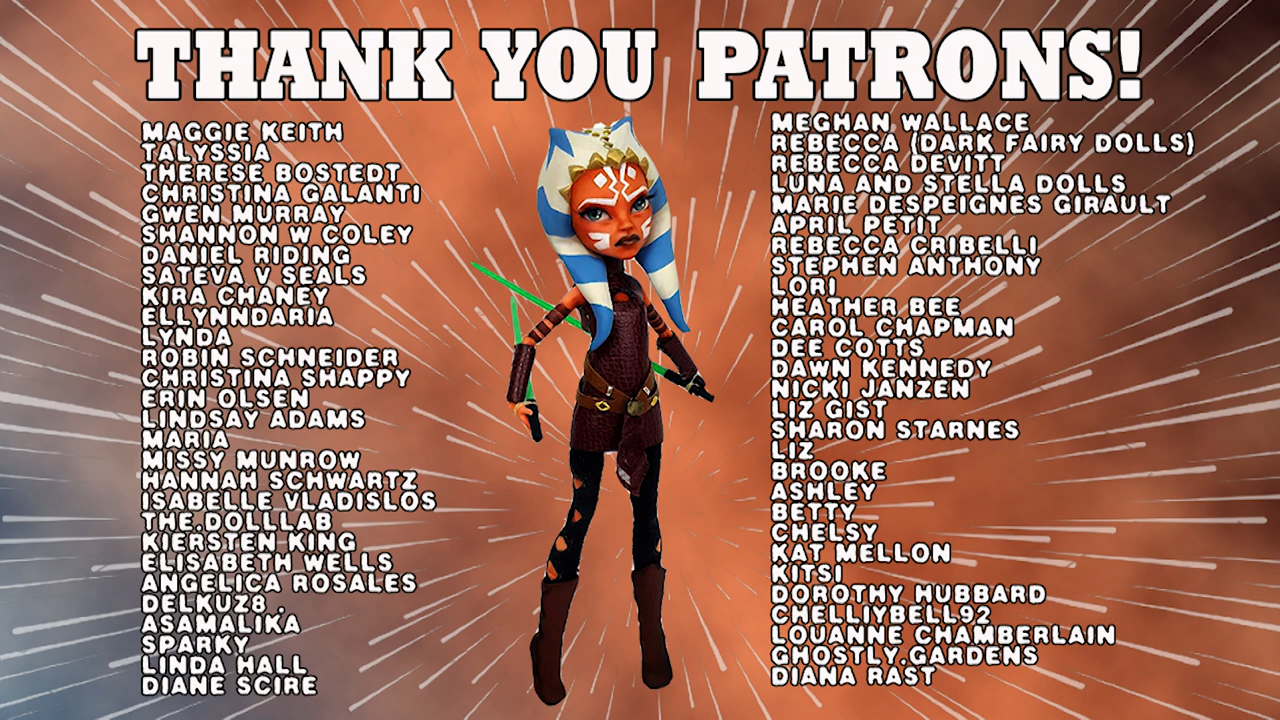 THANK YOU PATRONS!
MAGGIE KEITH
TALYSSIA
THERESE BOSTEDT
CHRISTINA GALANTI
GWEN MURRAY
SHANNON W COLEY
DANIEL RIDING
SATEVA V SEALS
KIRA CHANEY
ELLYNNDARIA
LYNDA
ROBIN SCHNEIDER
CHRISTINA SHAPPY
ERIN OLSEN
LINDSAY ADAMS
MARIA
MISSY MUNROW
HANNAH SCHWARTZ
ISABELLE VLADISLOS
THE.DOLLLAB
KIERSTEN KING
ELISABETH WELLS
ANGELICA ROSALES
DELKUZ8 .
ASAMALIKA
SPARKY
LINDA HALL
DIANE SCIRE
MEGHAN WALLACE
REBECCA (DARK FAIRY DOLLS)
REBECCA DEVITT
LUNA AND STELLA DOLLS
MARIE DESPEIGNES GIRAULT
APRIL PETIT
REBECCA CRIBELLI
STEPHEN ANTHONY
LORI
HEATHER BEE
CAROL CHAPMAN
DEE COTTS
DAWN KENNEDY
NICKI JANZEN
LIZ GIST
SHARON STARNES
LIZ
BROOKE
ASHLEY
BETTY
CHELSY
KAT MELLON
KITSI
DOROTHY HUBBARD
CHELLIYBELL92
LOUANNE CHAMBERLAIN
GHOSTLY.GARDENS
DIANA RAST